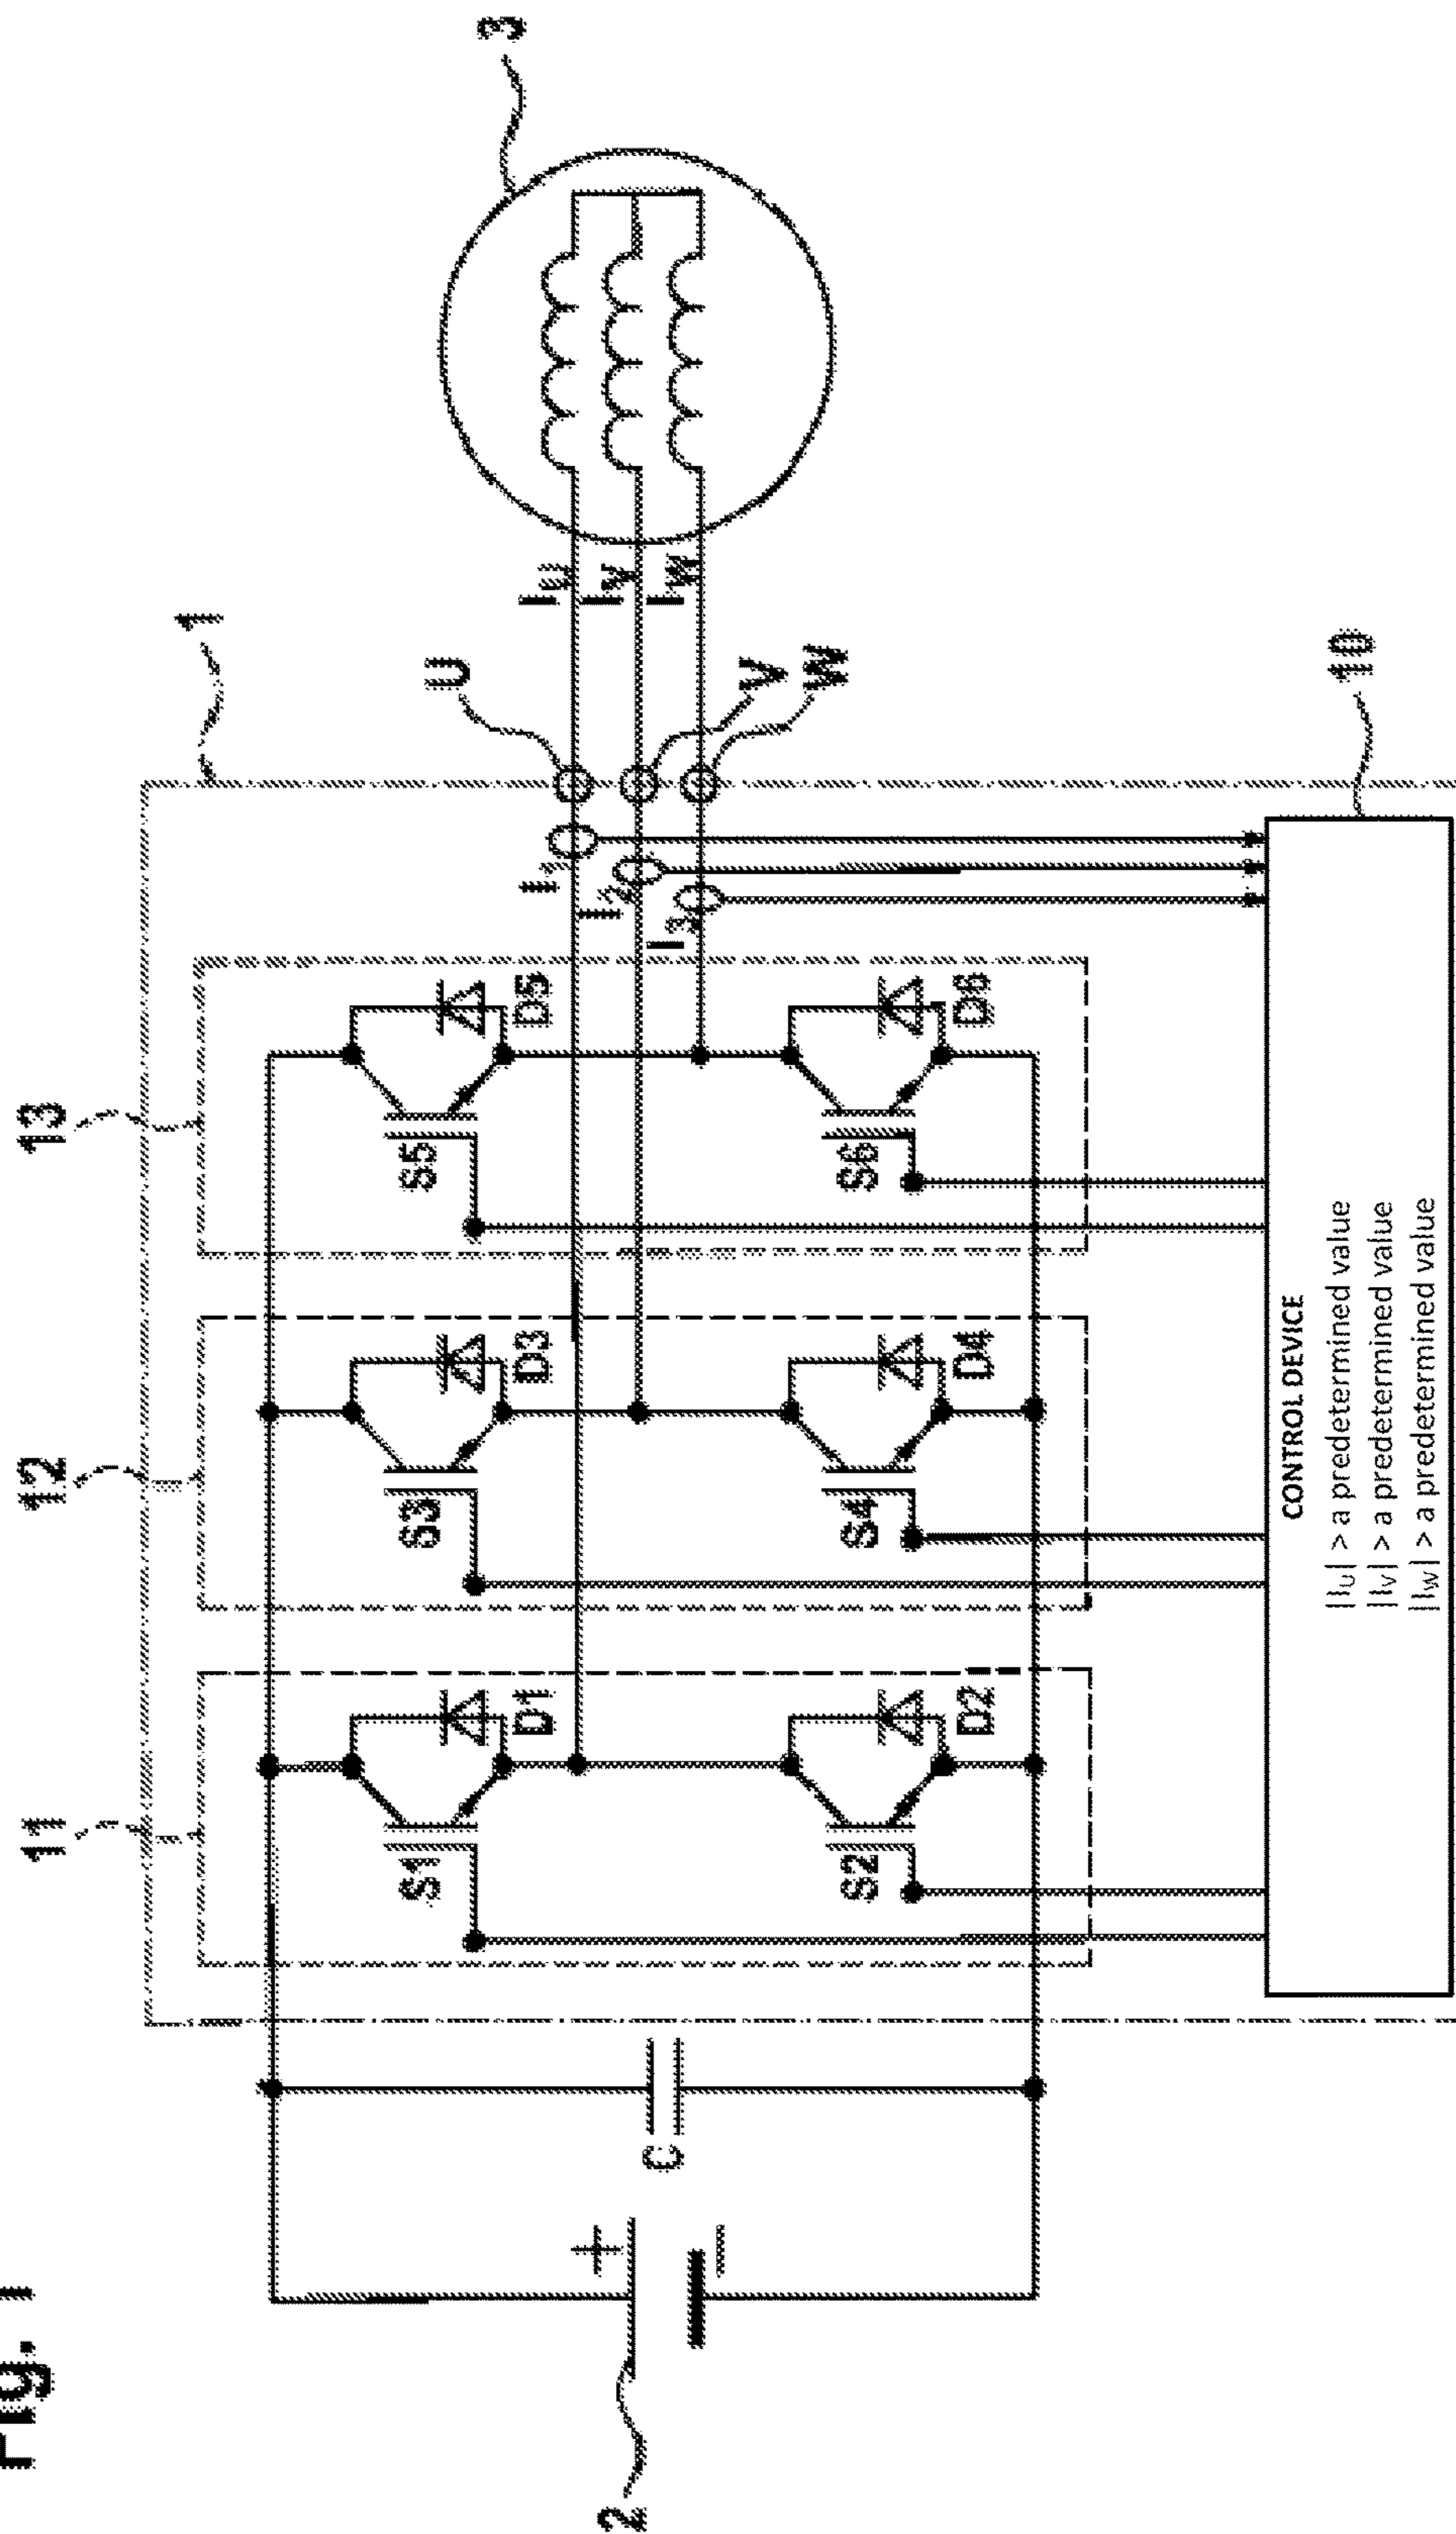 Fig. 1
11
12
13
1
3
S1
D1
S3
D3
S5
D5
U
I1
I2
I3
IU
IV
IW
V
W
2
+
−
C
S2
D2
S4
D4
S6
D6
10
CONTROL DEVICE
|IU| > a predetermined value
|IV| > a predetermined value
|IW| > a predetermined value